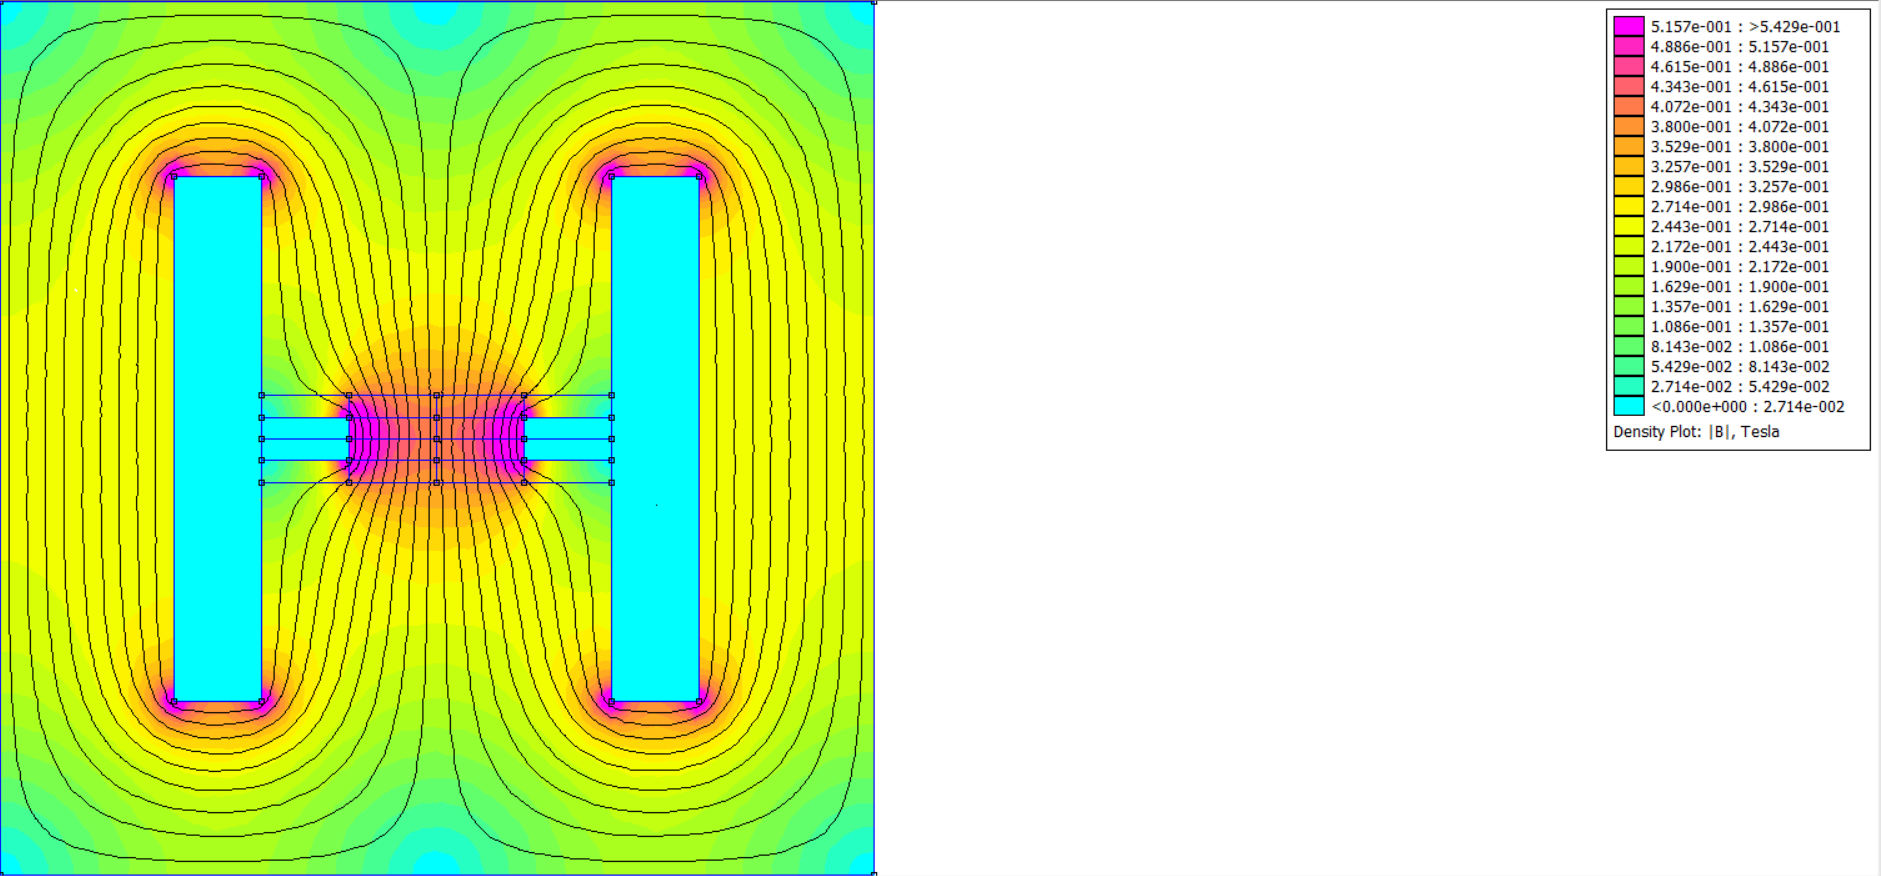 5.157e-001 : >5.429e-001
4.886e-001 : 5.157e-001
4.615e-001 : 4.886e-001
4.343e-001 : 4.615e-001
4.072e-001 : 4.343e-001
3.800e-001 : 4.072e-001
3.529e-001 : 3.800e-001
3.257e-001 : 3.529e-001
2.986e-001 : 3.257e-001
2.714e-001 : 2.986e-001
2.443e-001 : 2.714e-001
2.172e-001 : 2.443e-001
1.900e-001 : 2.172e-001
1.629e-001 : 1.900e-001
1.357e-001 : 1.629e-001
1.086e-001 : 1.357e-001
8.143e-002 : 1.086e-001
5.429e-002 : 8.143e-002
2.714e-002 : 5.429e-002
<0.000e+000 : 2.714e-002
Density Plot: |B|, Tesla